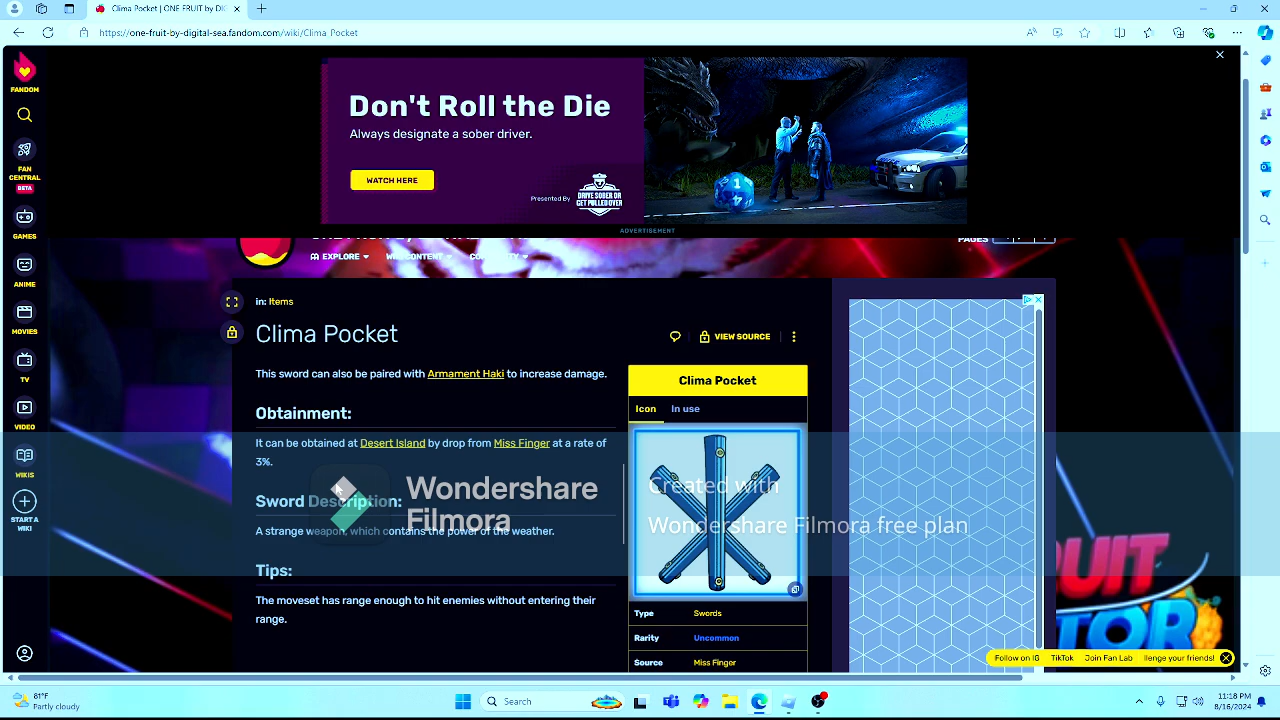 Clima Pocket | ONE FRUIT by DI
https://one-fruit-by-digital-sea.fandom.com/wiki/Clima_Pocket
FANDOM
FAN
CENTRAL
BETA
GAMES
ANIME
MOVIES
TV
VIDEO
WIKIS
START A
WIKI
Don't Roll the Die
Always designate a sober driver.
WATCH HERE
Presented By
DRIVE SOBER OR
GET PULLED OVER
1
ADVERTISEMENT
PAGES
EXPLORE
in: Items
Clima Pocket
VIEW SOURCE
This sword can also be paired with Armament Haki to increase damage.
Obtainment:
It can be obtained at Desert Island by drop from Miss Finger at a rate of
3%.
Sword Description:
A strange weapon, which contains the power of the weather.
Tips:
The moveset has range enough to hit enemies without entering their
range.
Clima Pocket
Icon In use
Type Swords
Rarity Uncommon
Source Miss Finger
Wondershare
Filmora
Created with
Wondershare Filmora free plan
Follow on IG TikTok Join Fan Lab llenge your friends!
81°F
Partly cloudy
Search
11:18 PM
8/16/2024